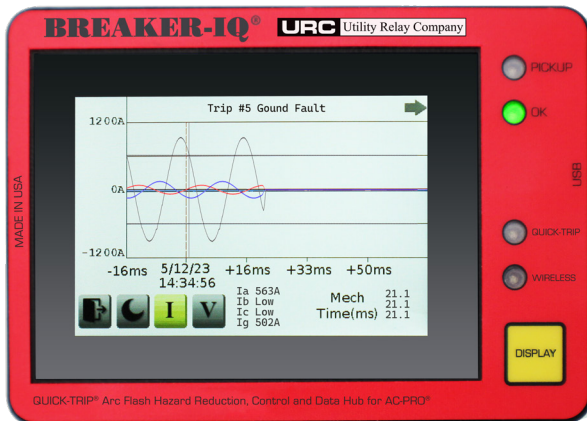 BREAKER-IQ® URC Utility Relay Company
PICKUP
OK
USB
QUICK-TRIP
WIRELESS
DISPLAY
MADE IN USA
Trip #5 Gound Fault
1200A
0A
-1200A
-16ms 5/12/23 +16ms +33ms +50ms
14:34:56
Ia 563A
Ib Low
Ic Low
Ig 502A
Mech 21.1
21.1
Time(ms) 21.1
I V
QUICK-TRIP® Arc Flash Hazard Reduction, Control and Data Hub for AC-PRO®